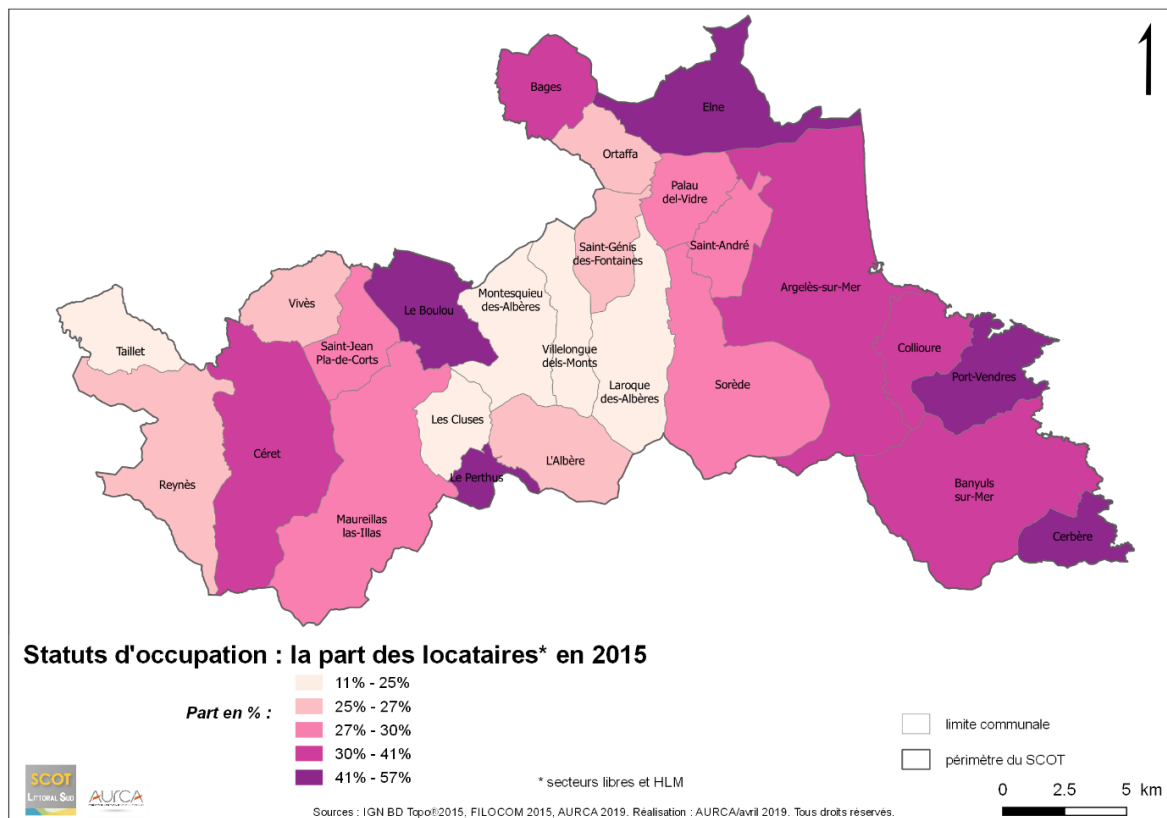 Bages
Elne
Ortaffa
Palau
del-Vidre
Saint-André
Saint-Génis
des-Fontaines
Argelès-sur-Mer
Montesquieu
des-Albères
Vivès
Le Boulou
Taillet
Saint-Jean
Pla-de-Corts
Villelongue
dels-Monts
Collioure
Port-Vendres
Laroque
des-Albères
Sorède
Les Cluses
Céret
L'Albère
Reynès
Le Perthus
Banyuls
sur-Mer
Maureillas
las-Illas
Cerbère
Statuts d'occupation : la part des locataires* en 2015
Part en % :
11% - 25%
25% - 27%
27% - 30%
30% - 41%
41% - 57%
* secteurs libres et HLM
limite communale
périmètre du SCOT
0 2.5 5 km
SCOT
LITTORAL SUD
AURCA
Sources : IGN BD Topo®2015, FILOCOM 2015, AURCA 2019. Réalisation : AURCA/avril 2019. Tous droits réservés.